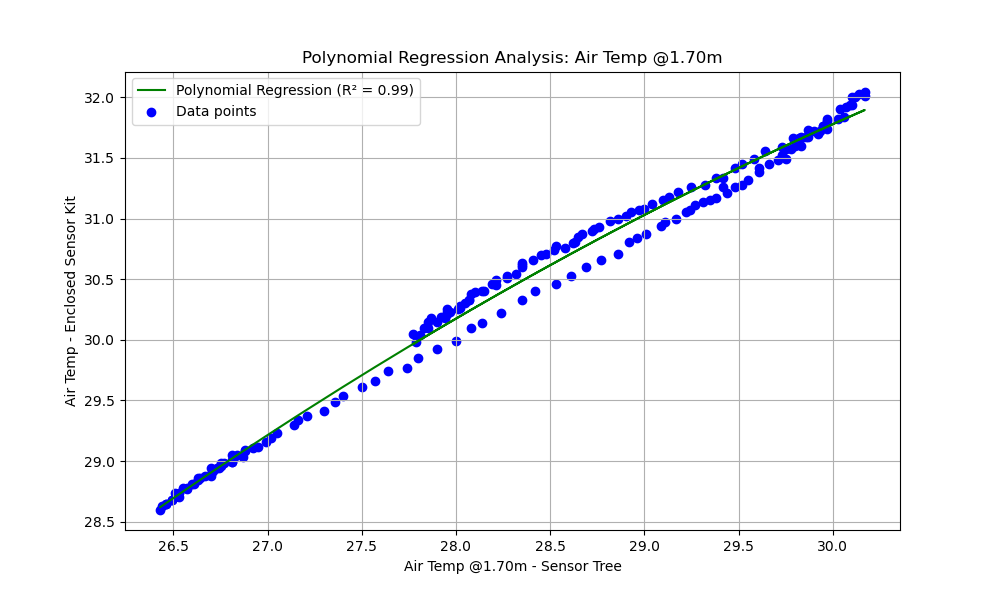 Polynomial Regression Analysis: Air Temp @1.70m
Polynomial Regression (R² = 0.99)
Data points
Air Temp - Enclosed Sensor Kit
32.0
31.5
31.0
30.5
30.0
29.5
29.0
28.5
26.5 27.0 27.5 28.0 28.5 29.0 29.5 30.0
Air Temp @1.70m - Sensor Tree